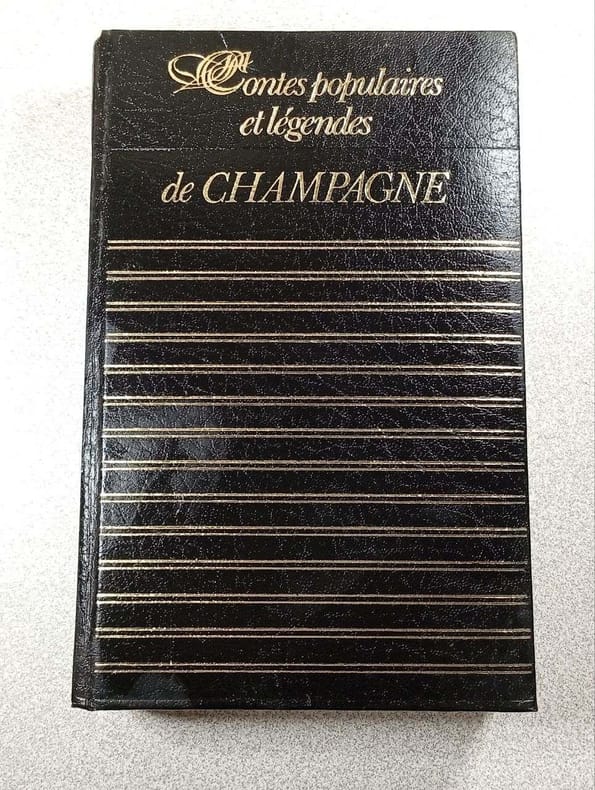 Contes populaires
et légendes
de CHAMPAGNE